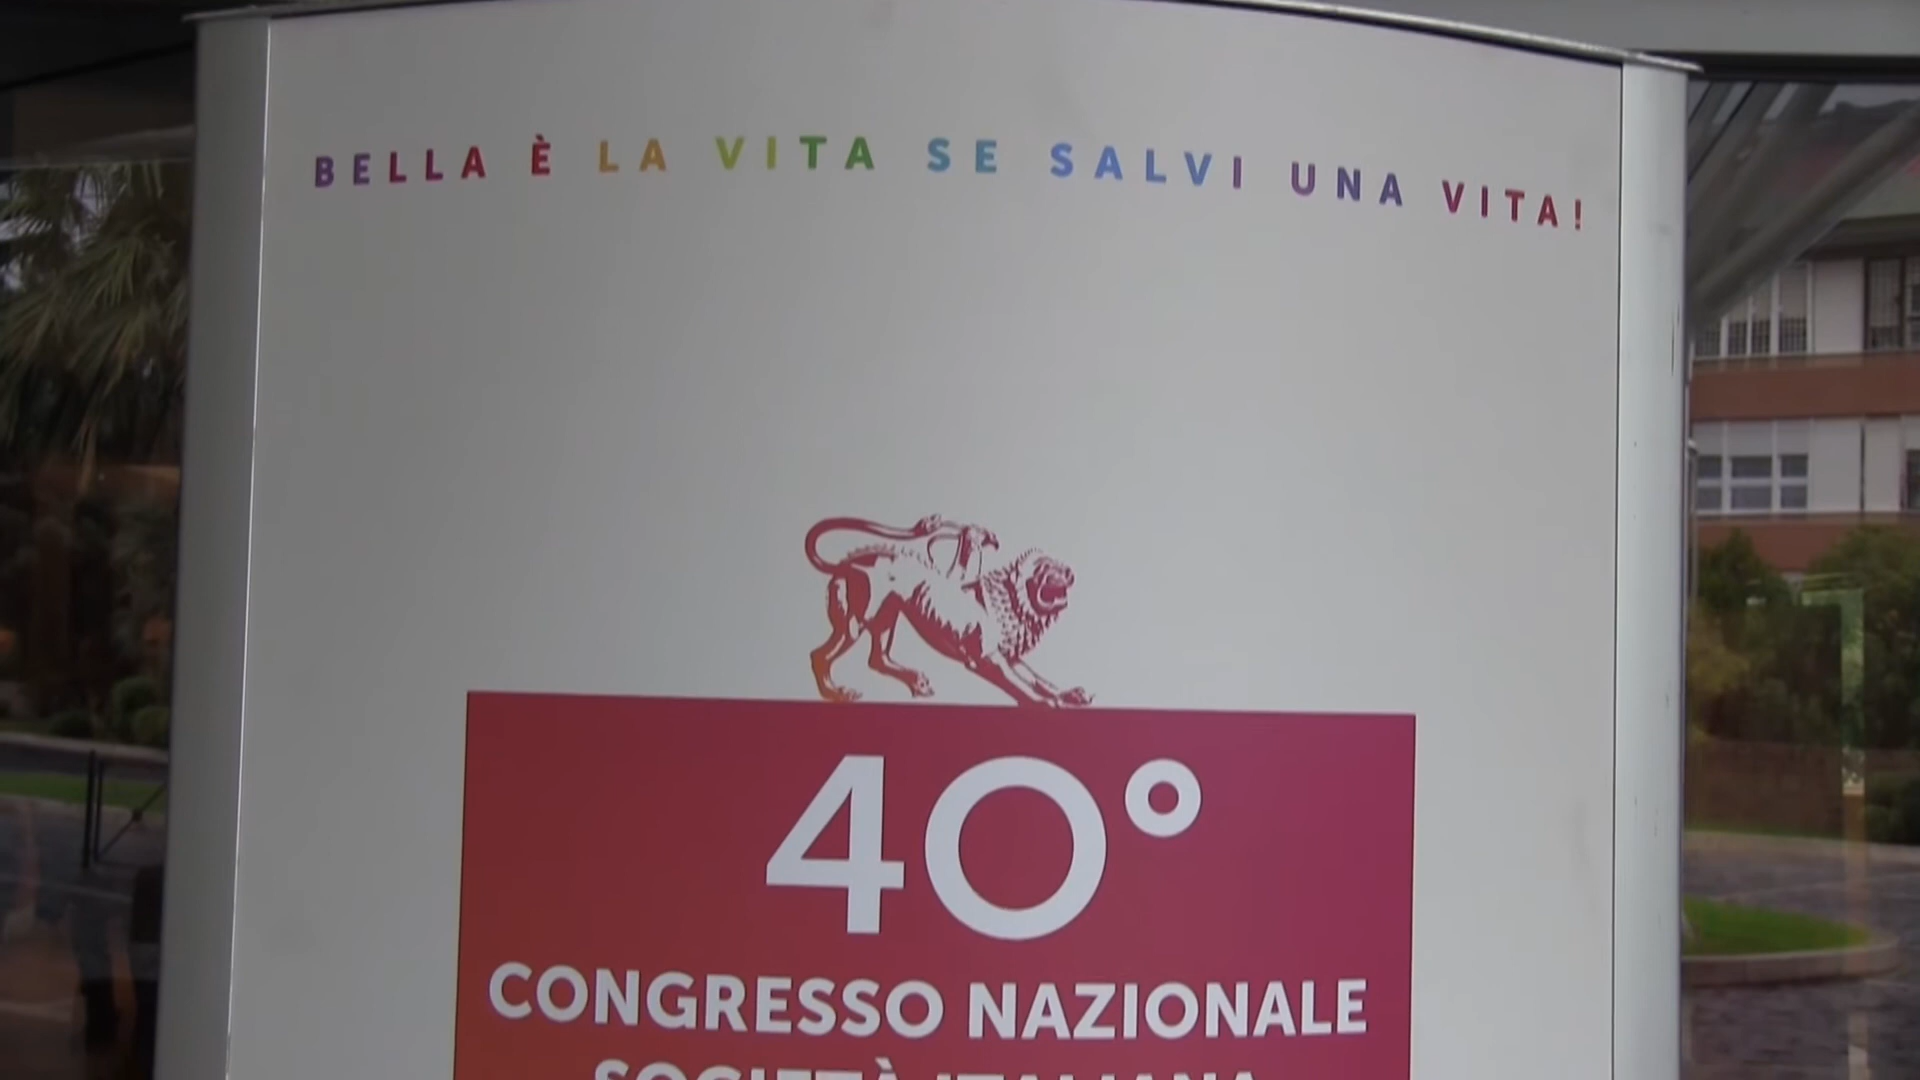 BELLA È LA VITA SE SALVI UNA VITA!
40°
CONGRESSO NAZIONALE
SOCIETÀ ITALIANA